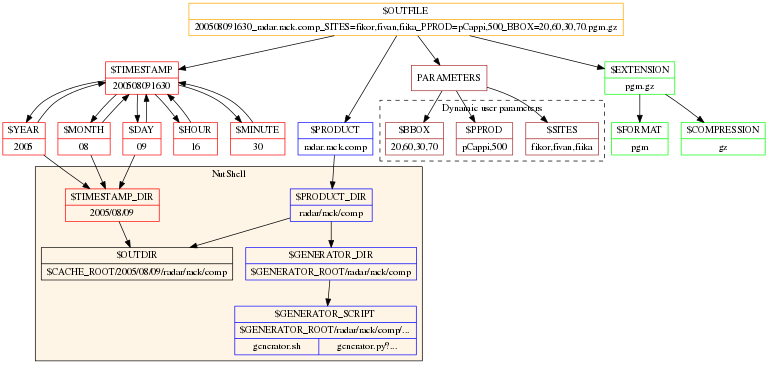 $OUTFILE
200508091630_radar.rack.comp_SITES=fikor,fivan,fiika_PPROD=pCappi,500_BBOX=20,60,30,70.pgm.gz
$TIMESTAMP
200508091630
PARAMETERS
$EXTENSION
pgm.gz
Dynamic user parameters
$YEAR
2005
$MONTH
08
$DAY
09
$HOUR
16
$MINUTE
30
$PRODUCT
radar.rack.comp
$BBOX
20,60,30,70
$PPROD
pCappi,500
$SITES
fikor,fivan,fiika
$FORMAT
pgm
$COMPRESSION
gz
NutShell
$TIMESTAMP_DIR
2005/08/09
$PRODUCT_DIR
radar/rack/comp
$OUTDIR
$CACHE_ROOT/2005/08/09/radar/rack/comp
$GENERATOR_DIR
$GENERATOR_ROOT/radar/rack/comp
$GENERATOR_SCRIPT
$GENERATOR_ROOT/radar/rack/comp/...
generator.sh
generator.py?...